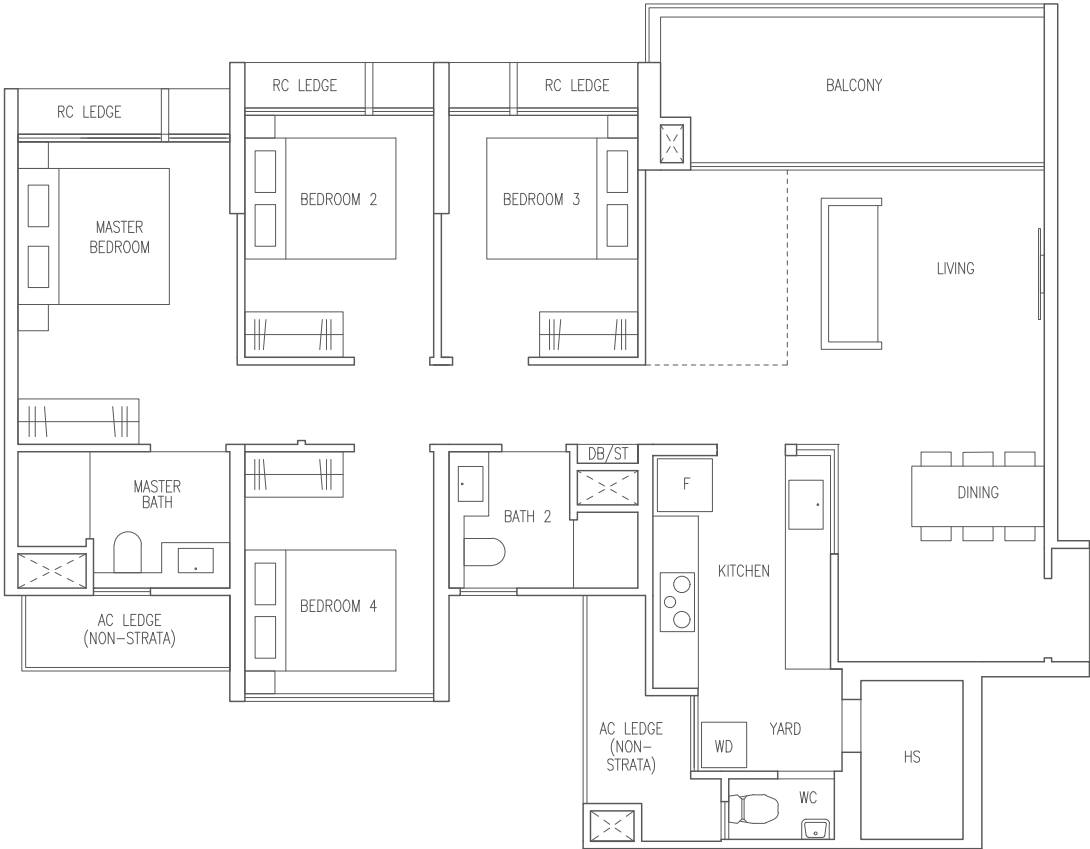 RC LEDGE
RC LEDGE
RC LEDGE
BALCONY
MASTER
BEDROOM
BEDROOM 2
BEDROOM 3
LIVING
DB/ST
MASTER
BATH
BATH 2
F
DINING
KITCHEN
BEDROOM 4
AC LEDGE
(NON-STRATA)
AC LEDGE
(NON-
STRATA)
WD
YARD
HS
WC